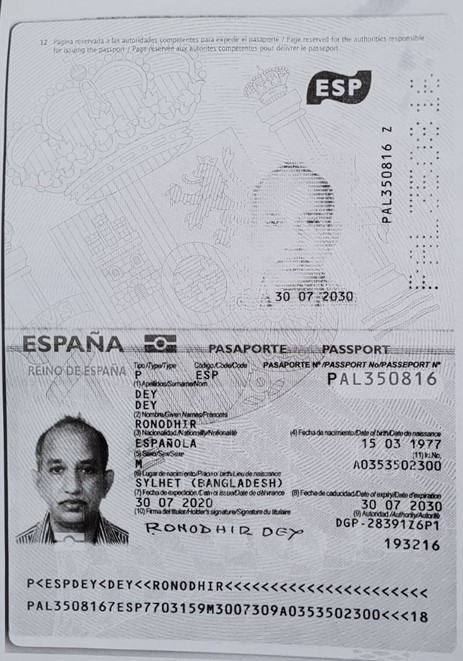 12 Página reservada a las autoridades competentes para expedir el pasaporte / Page reserved for the authorities responsible
for issuing the passport / Page réservée aux autorités compétentes pour délivrer le passeport
ESP
PAL350816 Z
30 07 2030
ESPAÑA PASAPORTE PASSPORT
REINO DE ESPAÑA
Tipo/Type/Type Código/Code/Code PASAPORTE Nº/PASSPORT No/PASSEPORT Nº
P ESP PAL350816
(1) Apellidos/Surname/Nom
DEY
DEY
(2) Nombre/Given Names/Prénoms
RONODHIR
(3) Nacionalidad/Nationality/Nationalité (4) Fecha de nacimiento/Date of birth/Date de naissance
ESPAÑOLA 15 03 1977
(5) Sexo/Sex/Sexe (11) Ir.No.
M A0353502300
(6) Lugar de nacimiento/Place of birth/Lieu de naissance
SYLHET (BANGLADESH)
(7) Fecha de expedición/Date of issue/Date de délivrance (8) Fecha de caducidad/Date of expiry/Date d'expiration
30 07 2020 30 07 2030
(10) Firma del titular/Holder's signature/Signature du titulaire (9) Autoridad/Authority/Autorité
RONODHIR DEY DGP-28391Z6P1
193216
P<ESPDEY<DEY<<RONODHIR<<<<<<<<<<<<<<<<<<<<<<
PAL3508167ESP7703159M3007309A0353502300<<<18